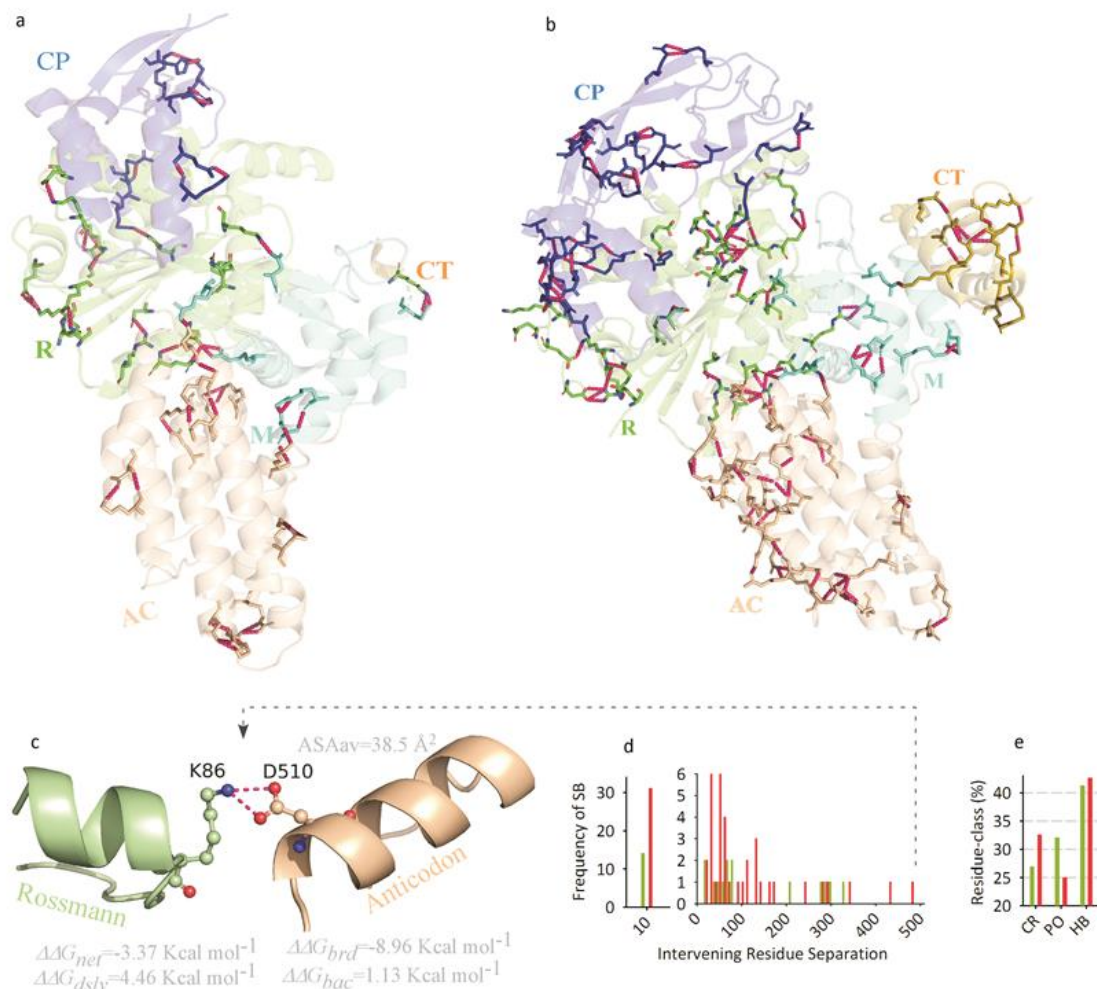 a
CP
R
CT
M
AC
b
CP
CT
R
M
AC
c
ASAav=38.5 Å²
K86 D510
Rossmann
Anticodon
ΔΔG_net=-3.37 Kcal mol⁻¹
ΔΔG_dslv=4.46 Kcal mol⁻¹
ΔΔG_brd=-8.96 Kcal mol⁻¹
ΔΔG_bac=1.13 Kcal mol⁻¹
d
Frequency of SB
30
20
10
0
10
6
5
4
3
2
1
0 100 200 300 400 500
Intervening Residue Separation
e
Residue-class (%)
40
35
30
25
20
CR PO HB